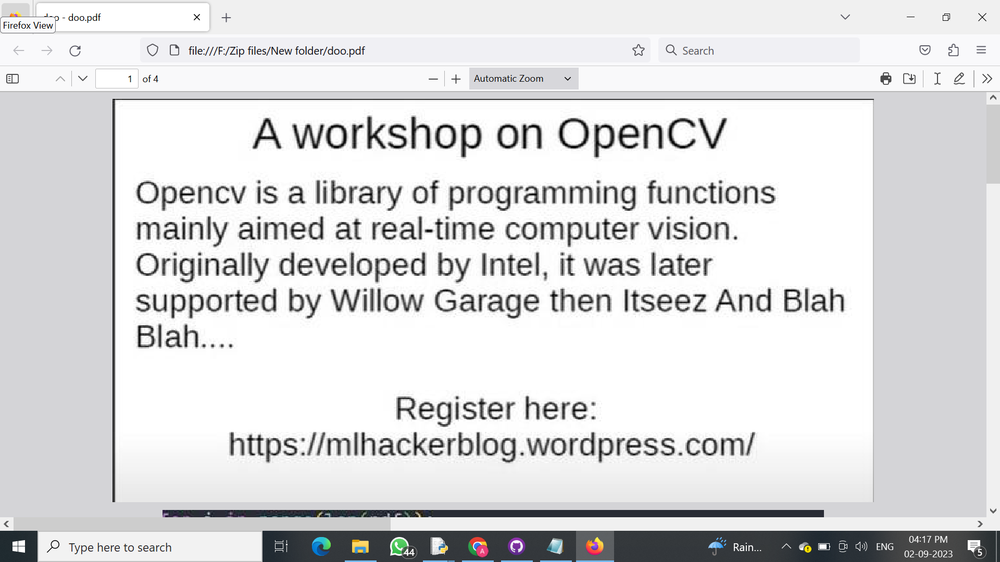 doo - doo.pdf
Firefox View
file:///F:/Zip files/New folder/doo.pdf
Search
1 of 4
Automatic Zoom
A workshop on OpenCV
Opencv is a library of programming functions
mainly aimed at real-time computer vision.
Originally developed by Intel, it was later
supported by Willow Garage then Itseez And Blah
Blah....
Register here:
https://mlhackerblog.wordpress.com/
Type here to search
44
A
Rain...
ENG
04:17 PM
02-09-2023
5